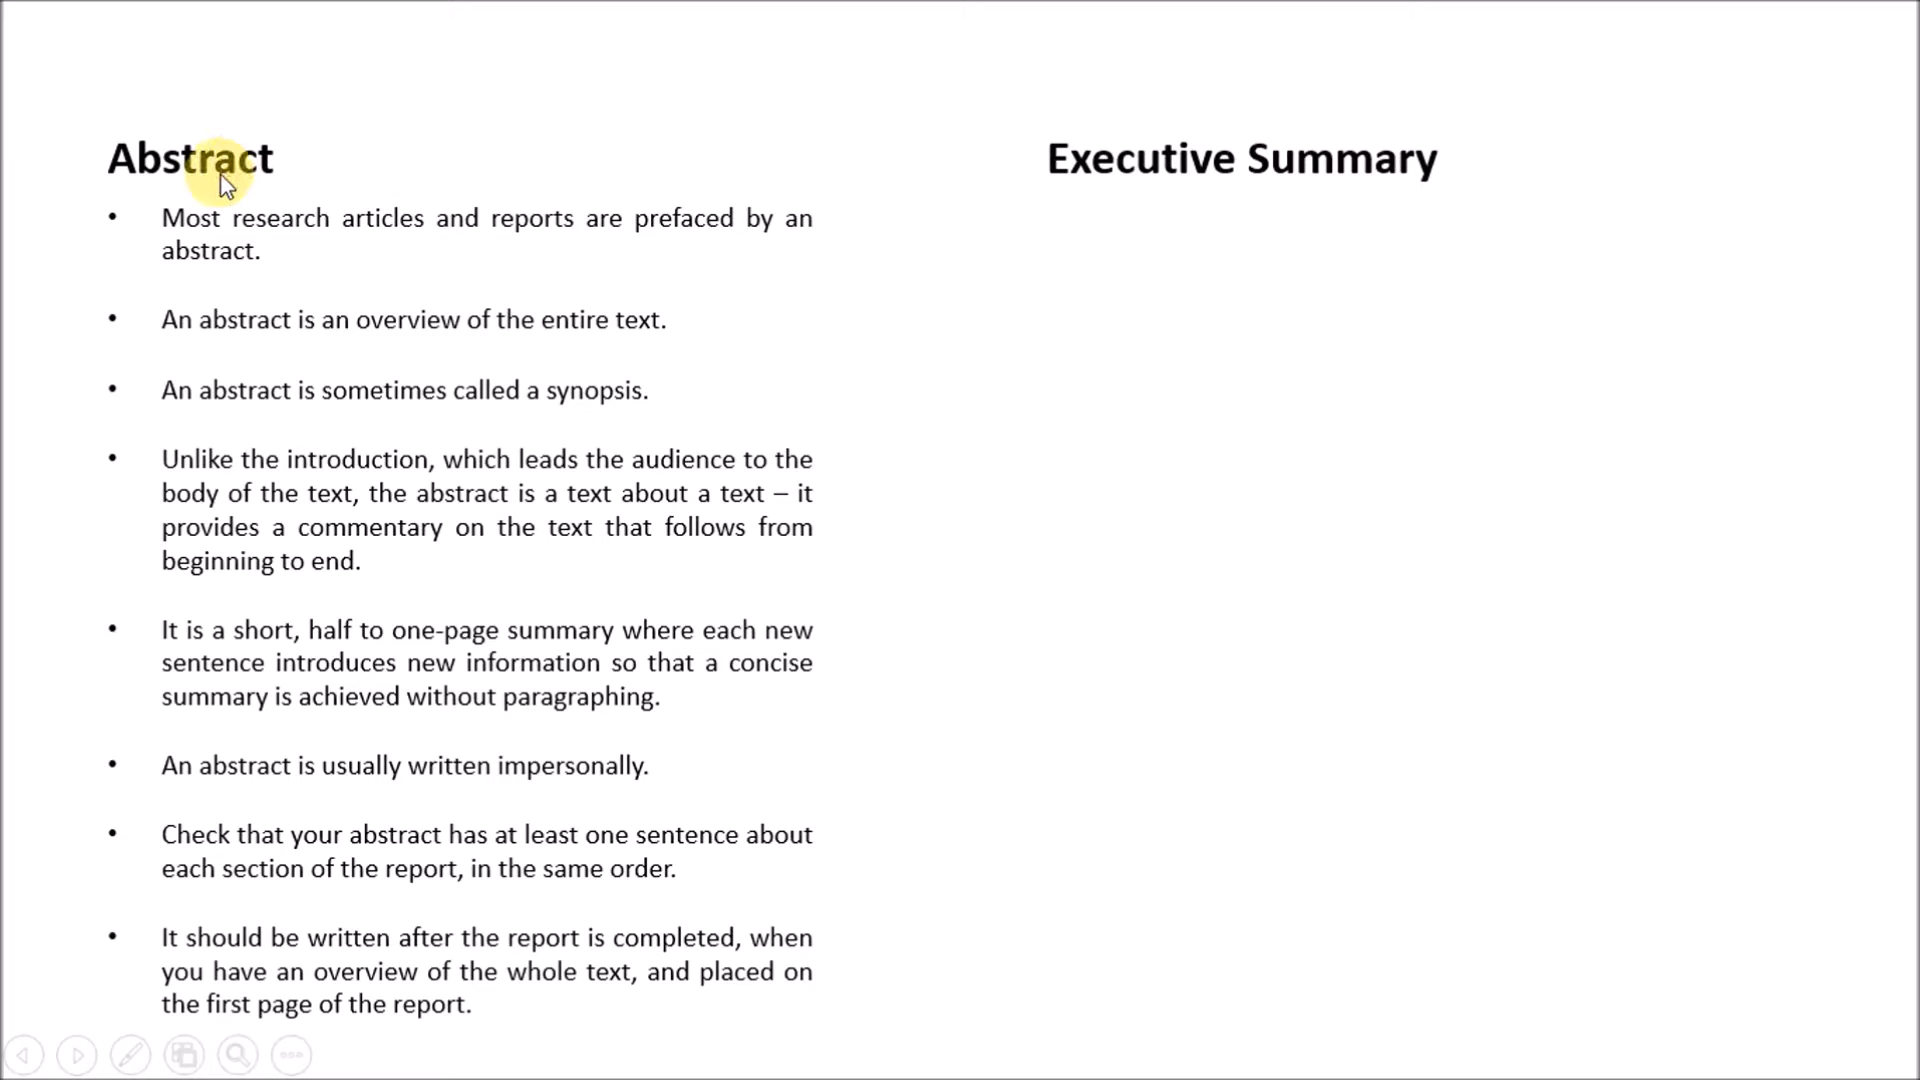 Abstract
• Most research articles and reports are prefaced by an
abstract.
• An abstract is an overview of the entire text.
• An abstract is sometimes called a synopsis.
• Unlike the introduction, which leads the audience to the
body of the text, the abstract is a text about a text – it
provides a commentary on the text that follows from
beginning to end.
• It is a short, half to one-page summary where each new
sentence introduces new information so that a concise
summary is achieved without paragraphing.
• An abstract is usually written impersonally.
• Check that your abstract has at least one sentence about
each section of the report, in the same order.
• It should be written after the report is completed, when
you have an overview of the whole text, and placed on
the first page of the report.
Executive Summary